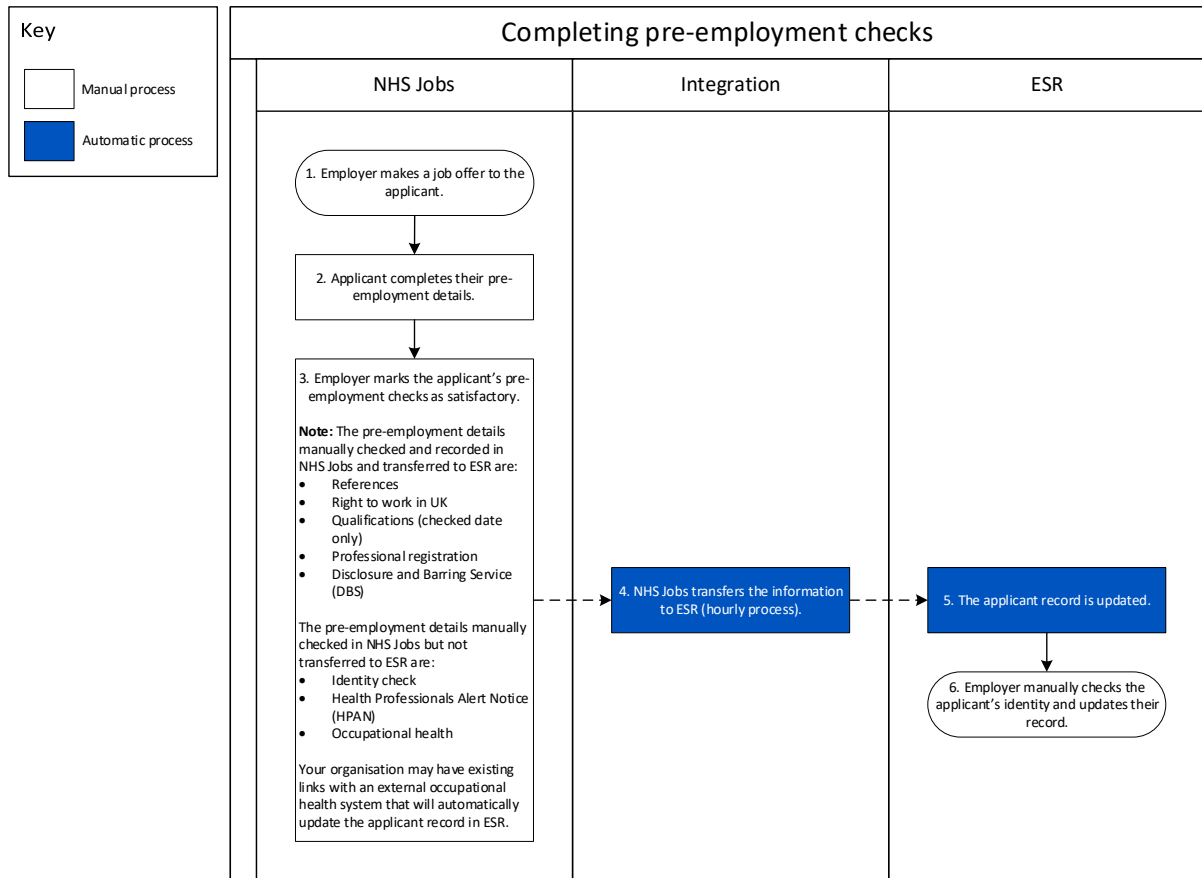 Key
Manual process
Automatic process
Completing pre-employment checks
NHS Jobs
Integration
ESR
1. Employer makes a job offer to the
applicant.
2. Applicant completes their pre-
employment details.
3. Employer marks the applicant’s pre-
employment checks as satisfactory.
Note: The pre-employment details
manually checked and recorded in
NHS Jobs and transferred to ESR are:
• References
• Right to work in UK
• Qualifications (checked date
only)
• Professional registration
• Disclosure and Barring Service
(DBS)
The pre-employment details manually
checked in NHS Jobs but not
transferred to ESR are:
• Identity check
• Health Professionals Alert Notice
(HPAN)
• Occupational health
Your organisation may have existing
links with an external occupational
health system that will automatically
update the applicant record in ESR.
4. NHS Jobs transfers the information
to ESR (hourly process).
5. The applicant record is updated.
6. Employer manually checks the
applicant’s identity and updates their
record.